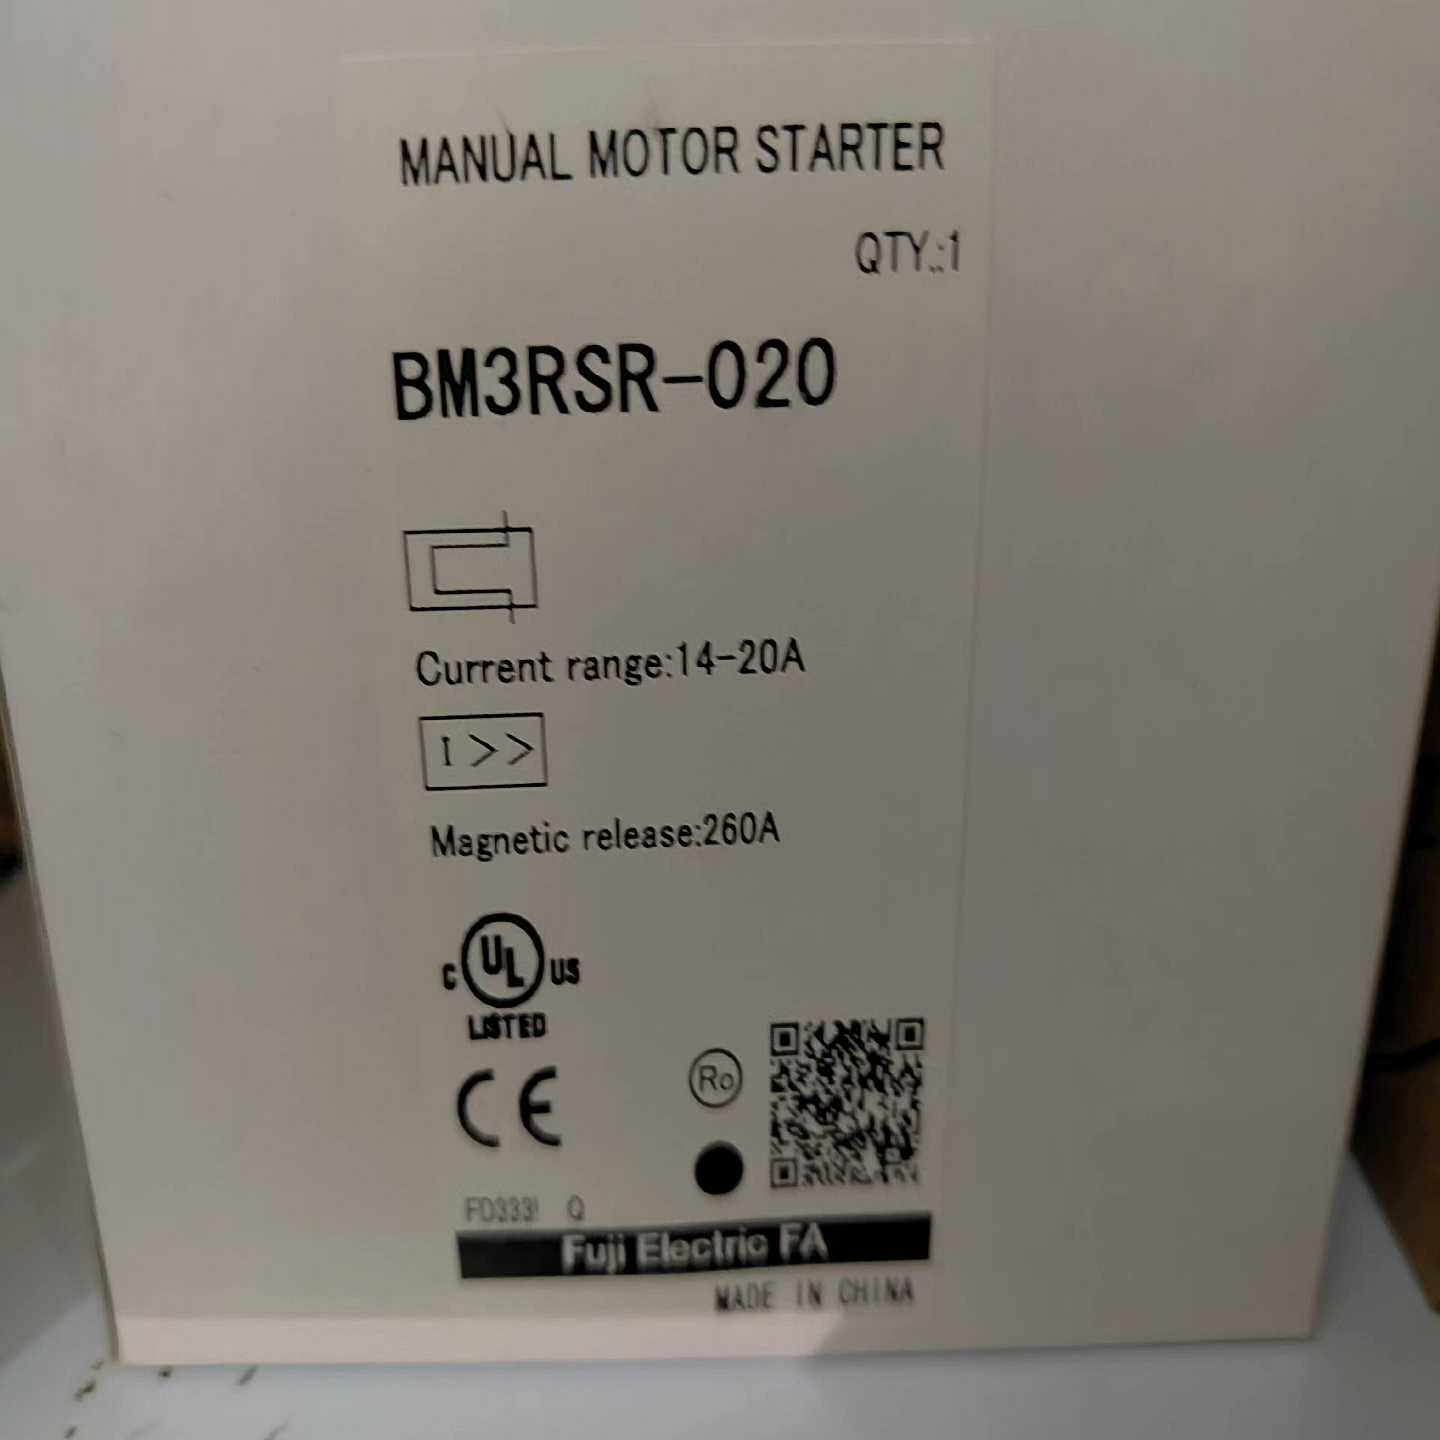 MANUAL MOTOR STARTER
QTY.:1
BM3RSR-020
Current range:14-20A
I >>
Magnetic release:260A
C UL US
LISTED
CE
Ro
Q
Fuji Electric FA
MADE IN CHINA